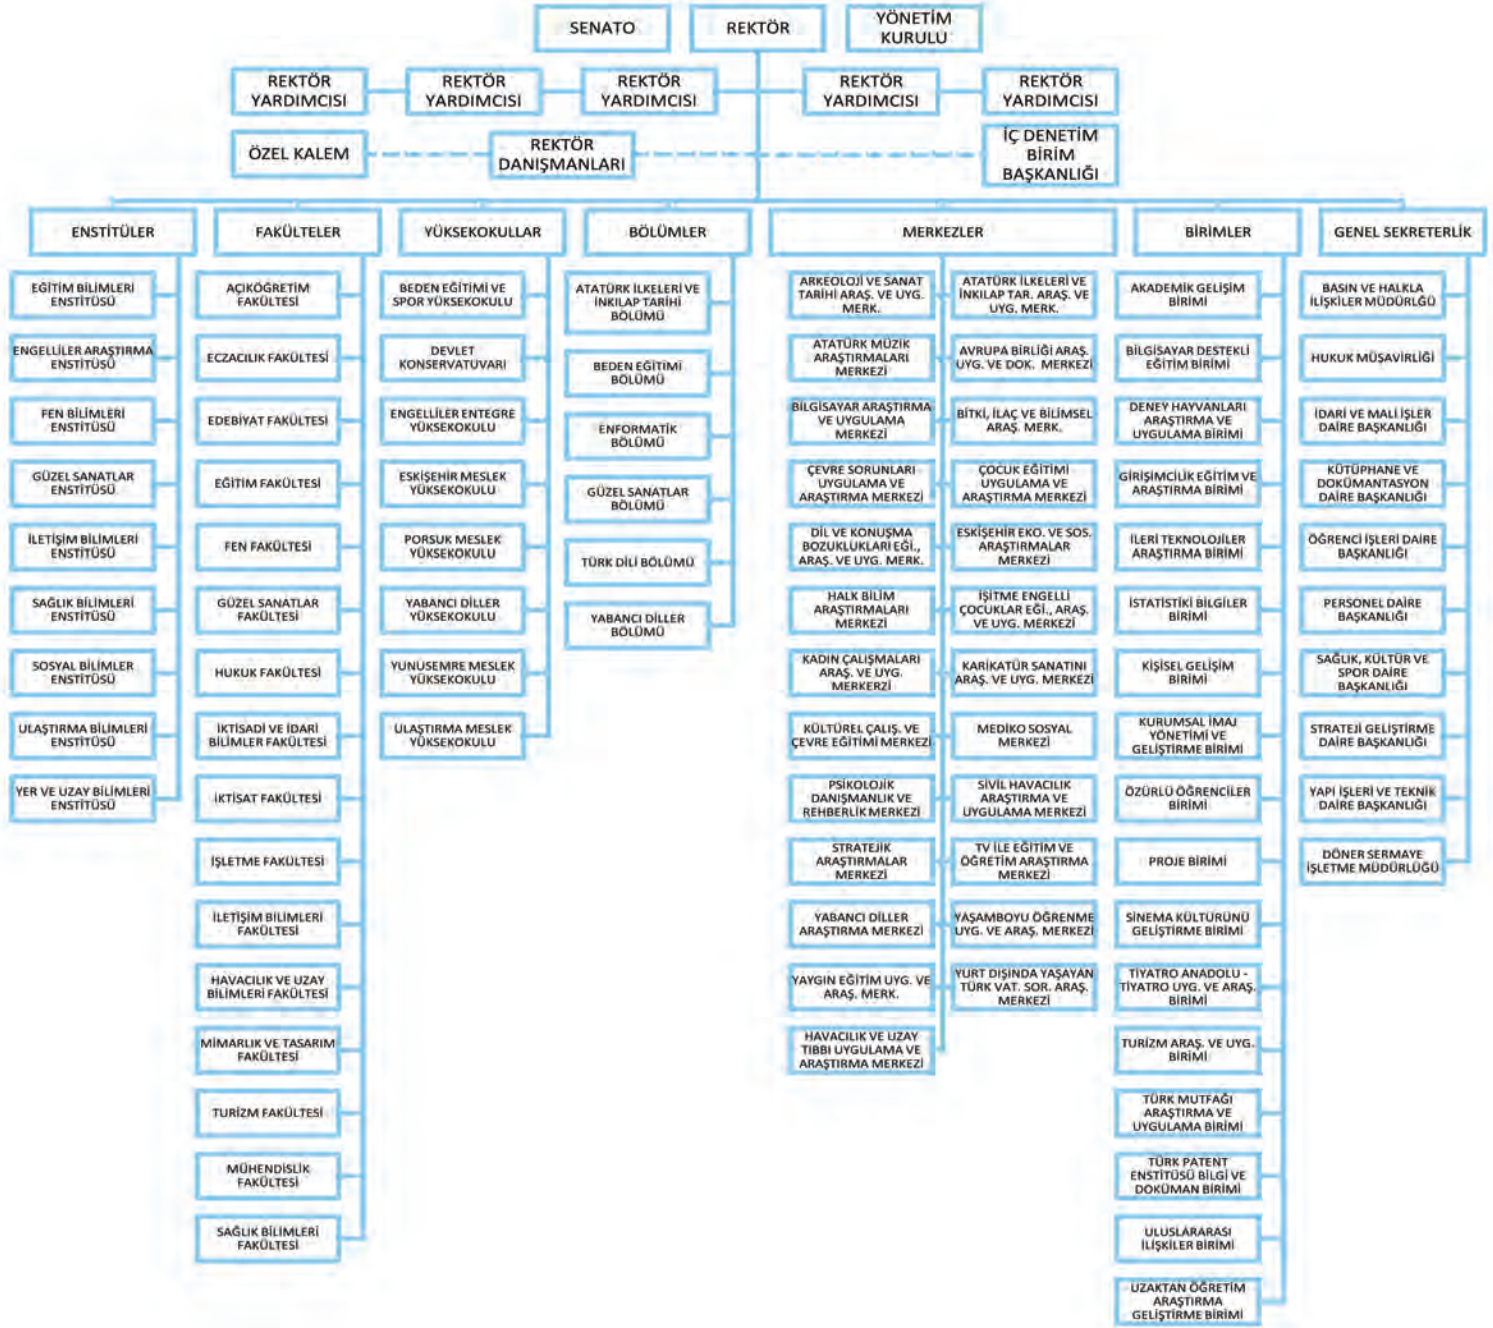 SENATO
REKTÖR
YÖNETİM
KURULU
REKTÖR
YARDIMCISI
REKTÖR
YARDIMCISI
REKTÖR
YARDIMCISI
REKTÖR
YARDIMCISI
REKTÖR
YARDIMCISI
ÖZEL KALEM
REKTÖR
DANIŞMANLARI
İÇ DENETİM
BİRİM
BAŞKANLIĞI
ENSTİTÜLER
EĞİTİM BİLİMLERİ
ENSTİTÜSÜ
ENGELLİLER ARAŞTIRMA
ENSTİTÜSÜ
FEN BİLİMLERİ
ENSTİTÜSÜ
GÜZEL SANATLAR
ENSTİTÜSÜ
İLETİŞİM BİLİMLERİ
ENSTİTÜSÜ
SAĞLIK BİLİMLERİ
ENSTİTÜSÜ
SOSYAL BİLİMLER
ENSTİTÜSÜ
ULAŞTIRMA BİLİMLERİ
ENSTİTÜSÜ
YER VE UZAY BİLİMLERİ
ENSTİTÜSÜ
FAKÜLTELER
AÇIKÖĞRETİM
FAKÜLTESİ
ECZACILIK FAKÜLTESİ
EDEBİYAT FAKÜLTESİ
EĞİTİM FAKÜLTESİ
FEN FAKÜLTESİ
GÜZEL SANATLAR
FAKÜLTESİ
HUKUK FAKÜLTESİ
İKTİSADİ VE İDARİ
BİLİMLER FAKÜLTESİ
İKTİSAT FAKÜLTESİ
İŞLETME FAKÜLTESİ
İLETİŞİM BİLİMLERİ
FAKÜLTESİ
HAVACILIK VE UZAY
BİLİMLERİ FAKÜLTESİ
MİMARLIK VE TASARIM
FAKÜLTESİ
TURİZM FAKÜLTESİ
MÜHENDİSLİK
FAKÜLTESİ
SAĞLIK BİLİMLERİ
FAKÜLTESİ
YÜKSEKOKULLAR
BEDEN EĞİTİMİ VE
SPOR YÜKSEKOKULU
DEVLET
KONSERVATUVARI
ENGELLİLER ENTEGRE
YÜKSEKOKULU
ESKİŞEHİR MESLEK
YÜKSEKOKULU
PORSUK MESLEK
YÜKSEKOKULU
YABANCI DİLLER
YÜKSEKOKULU
YUNUSEMRE MESLEK
YÜKSEKOKULU
ULAŞTIRMA MESLEK
YÜKSEKOKULU
BÖLÜMLER
ATATÜRK İLKELERİ VE
İNKILAP TARİHİ
BÖLÜMÜ
BEDEN EĞİTİMİ
BÖLÜMÜ
ENFORMATİK
BÖLÜMÜ
GÜZEL SANATLAR
BÖLÜMÜ
TÜRK DİLİ BÖLÜMÜ
YABANCI DİLLER
BÖLÜMÜ
MERKEZLER
ARKEOLOJİ VE SANAT
TARİHİ ARAŞ. VE UYG.
MERK.
ATATÜRK İLKELERİ VE
İNKILAP TAR. ARAŞ. VE
UYG. MERK.
ATATÜRK MÜZİK
ARAŞTIRMALARI
MERKEZİ
AVRUPA BİRLİĞİ ARAŞ.
UYG. VE DOK. MERKEZİ
BİLGİSAYAR ARAŞTIRMA
VE UYGULAMA
MERKEZİ
BİTKİ, İLAÇ VE BİLİMSEL
ARAŞ. MERK.
ÇEVRE SORUNLARI
UYGULAMA VE
ARAŞTIRMA MERKEZİ
ÇOCUK EĞİTİMİ
UYGULAMA VE
ARAŞTIRMA MERKEZİ
DİL VE KONUŞMA
BOZUKLUKLARI EĞİ.,
ARAŞ. VE UYG. MERK.
ESKİŞEHİR EKO. VE SOS.
ARAŞTIRMALAR
MERKEZİ
HALK BİLİM
ARAŞTIRMALARI
MERKEZİ
İŞİTME ENGELLİ
ÇOCUKLAR EĞİ., ARAŞ.
VE UYG. MERKEZİ
KADIN ÇALIŞMALARI
ARAŞ. VE UYG.
MERKERZİ
KARİKATÜR SANATINI
ARAŞ. VE UYG. MERKEZİ
KÜLTÜREL ÇALIŞ. VE
ÇEVRE EĞİTİMİ MERKEZİ
MEDİKO SOSYAL
MERKEZİ
PSİKOLOJİK
DANIŞMANLIK VE
REHBERLİK MERKEZİ
SİVİL HAVACILIK
ARAŞTIRMA VE
UYGULAMA MERKEZİ
STRATEJİK
ARAŞTIRMALAR
MERKEZİ
TV İLE EĞİTİM VE
ÖĞRETİM ARAŞTIRMA
MERKEZİ
YABANCI DİLLER
ARAŞTIRMA MERKEZİ
YAŞAMBOYU ÖĞRENME
UYG. VE ARAŞ. MERKEZİ
YAYGIN EĞİTİM UYG. VE
ARAŞ. MERK.
YURT DIŞINDA YAŞAYAN
TÜRK VAT. SOR. ARAŞ.
MERKEZİ
HAVACILIK VE UZAY
TIBBI UYGULAMA VE
ARAŞTIRMA MERKEZİ
BİRİMLER
AKADEMİK GELİŞİM
BİRİMİ
BİLGİSAYAR DESTEKLİ
EĞİTİM BİRİMİ
DENEY HAYVANLARI
ARAŞTIRMA VE
UYGULAMA BİRİMİ
GİRİŞİMCİLİK EĞİTİM VE
ARAŞTIRMA BİRİMİ
İLERİ TEKNOLOJİLER
ARAŞTIRMA BİRİMİ
İSTATİSTİKİ BİLGİLER
BİRİMİ
KİŞİSEL GELİŞİM
BİRİMİ
KURUMSAL İMAJ
YÖNETİMİ VE
GELİŞTİRME BİRİMİ
ÖZÜRLÜ ÖĞRENCİLER
BİRİMİ
PROJE BİRİMİ
SİNEMA KÜLTÜRÜNÜ
GELİŞTİRME BİRİMİ
TİYATRO ANADOLU -
TİYATRO UYG. VE ARAŞ.
BİRİMİ
TURİZM ARAŞ. VE UYG.
BİRİMİ
TÜRK MUTFAĞI
ARAŞTIRMA VE
UYGULAMA BİRİMİ
TÜRK PATENT
ENSTİTÜSÜ BİLGİ VE
DOKÜMAN BİRİMİ
ULUSLARARASI
İLİŞKİLER BİRİMİ
UZAKTAN ÖĞRETİM
ARAŞTIRMA
GELİŞTİRME BİRİMİ
GENEL SEKRETERLİK
BASIN VE HALKLA
İLİŞKİLER MÜDÜRLĞÜ
HUKUK MÜŞAVİRLİĞİ
İDARİ VE MALİ İŞLER
DAİRE BAŞKANLIĞI
KÜTÜPHANE VE
DOKÜMANTASYON
DAİRE BAŞKANLIĞI
ÖĞRENCİ İŞLERİ DAİRE
BAŞKANLIĞI
PERSONEL DAİRE
BAŞKANLIĞI
SAĞLIK, KÜLTÜR VE
SPOR DAİRE
BAŞKANLIĞI
STRATEJİ GELİŞTİRME
DAİRE BAŞKANLIĞI
YAPI İŞLERİ VE TEKNİK
DAİRE BAŞKANLIĞI
DÖNER SERMAYE
İŞLETME MÜDÜRLÜĞÜ